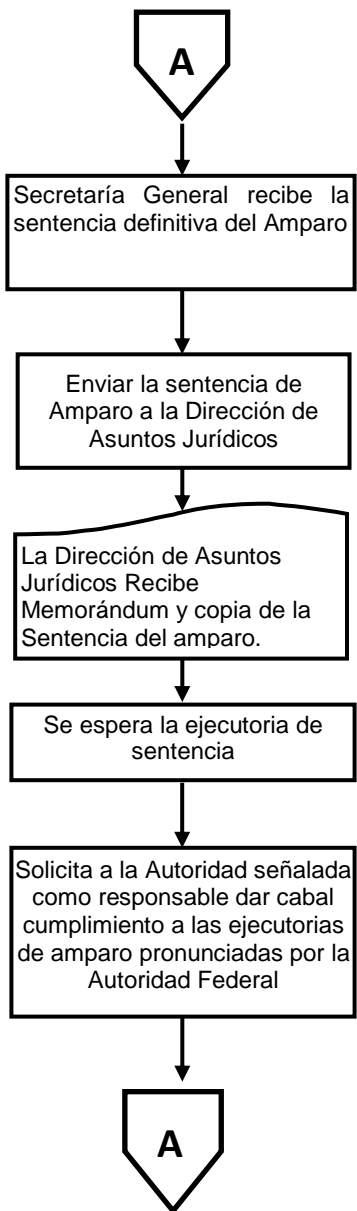 A
Secretaría General recibe la
sentencia definitiva del Amparo
Enviar la sentencia de
Amparo a la Dirección de
Asuntos Jurídicos
La Dirección de Asuntos
Jurídicos Recibe
Memorándum y copia de la
Sentencia del amparo.
Se espera la ejecutoria de
sentencia
Solicita a la Autoridad señalada
como responsable dar cabal
cumplimiento a las ejecutorias
de amparo pronunciadas por la
Autoridad Federal
A